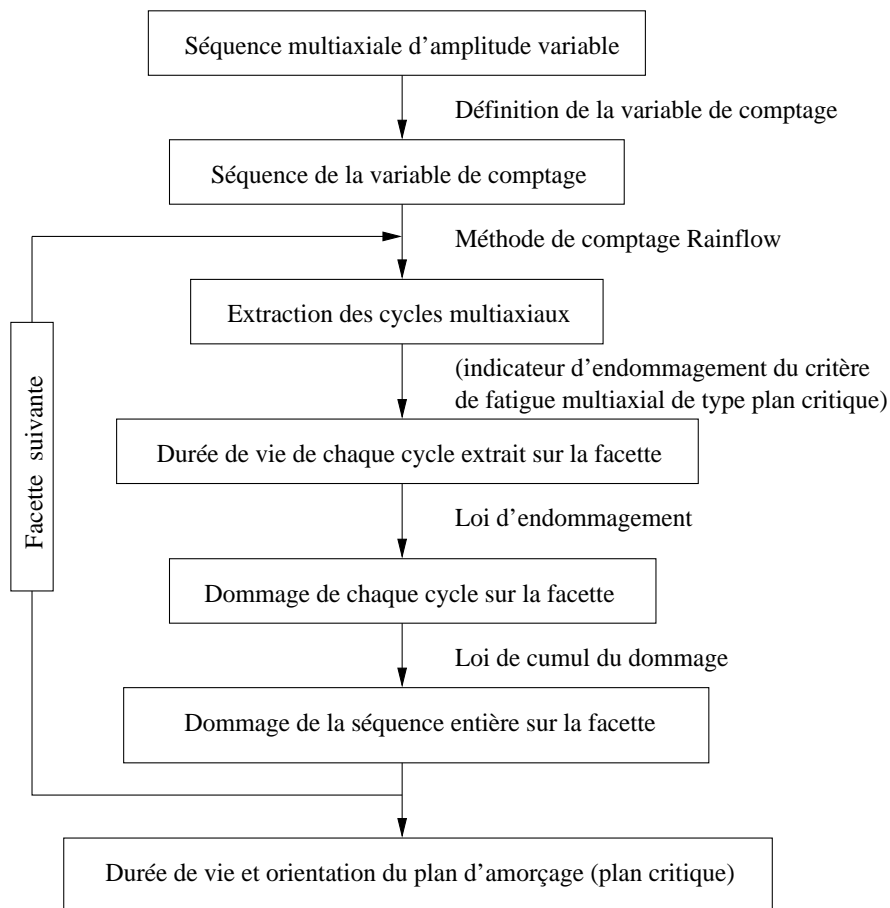 Séquence multiaxiale d'amplitude variable
Définition de la variable de comptage
Séquence de la variable de comptage
Méthode de comptage Rainflow
Extraction des cycles multiaxiaux
(indicateur d'endommagement du critère
de fatigue multiaxial de type plan critique)
Facette suivante
Durée de vie de chaque cycle extrait sur la facette
Loi d'endommagement
Dommage de chaque cycle sur la facette
Loi de cumul du dommage
Dommage de la séquence entière sur la facette
Durée de vie et orientation du plan d'amorçage (plan critique)